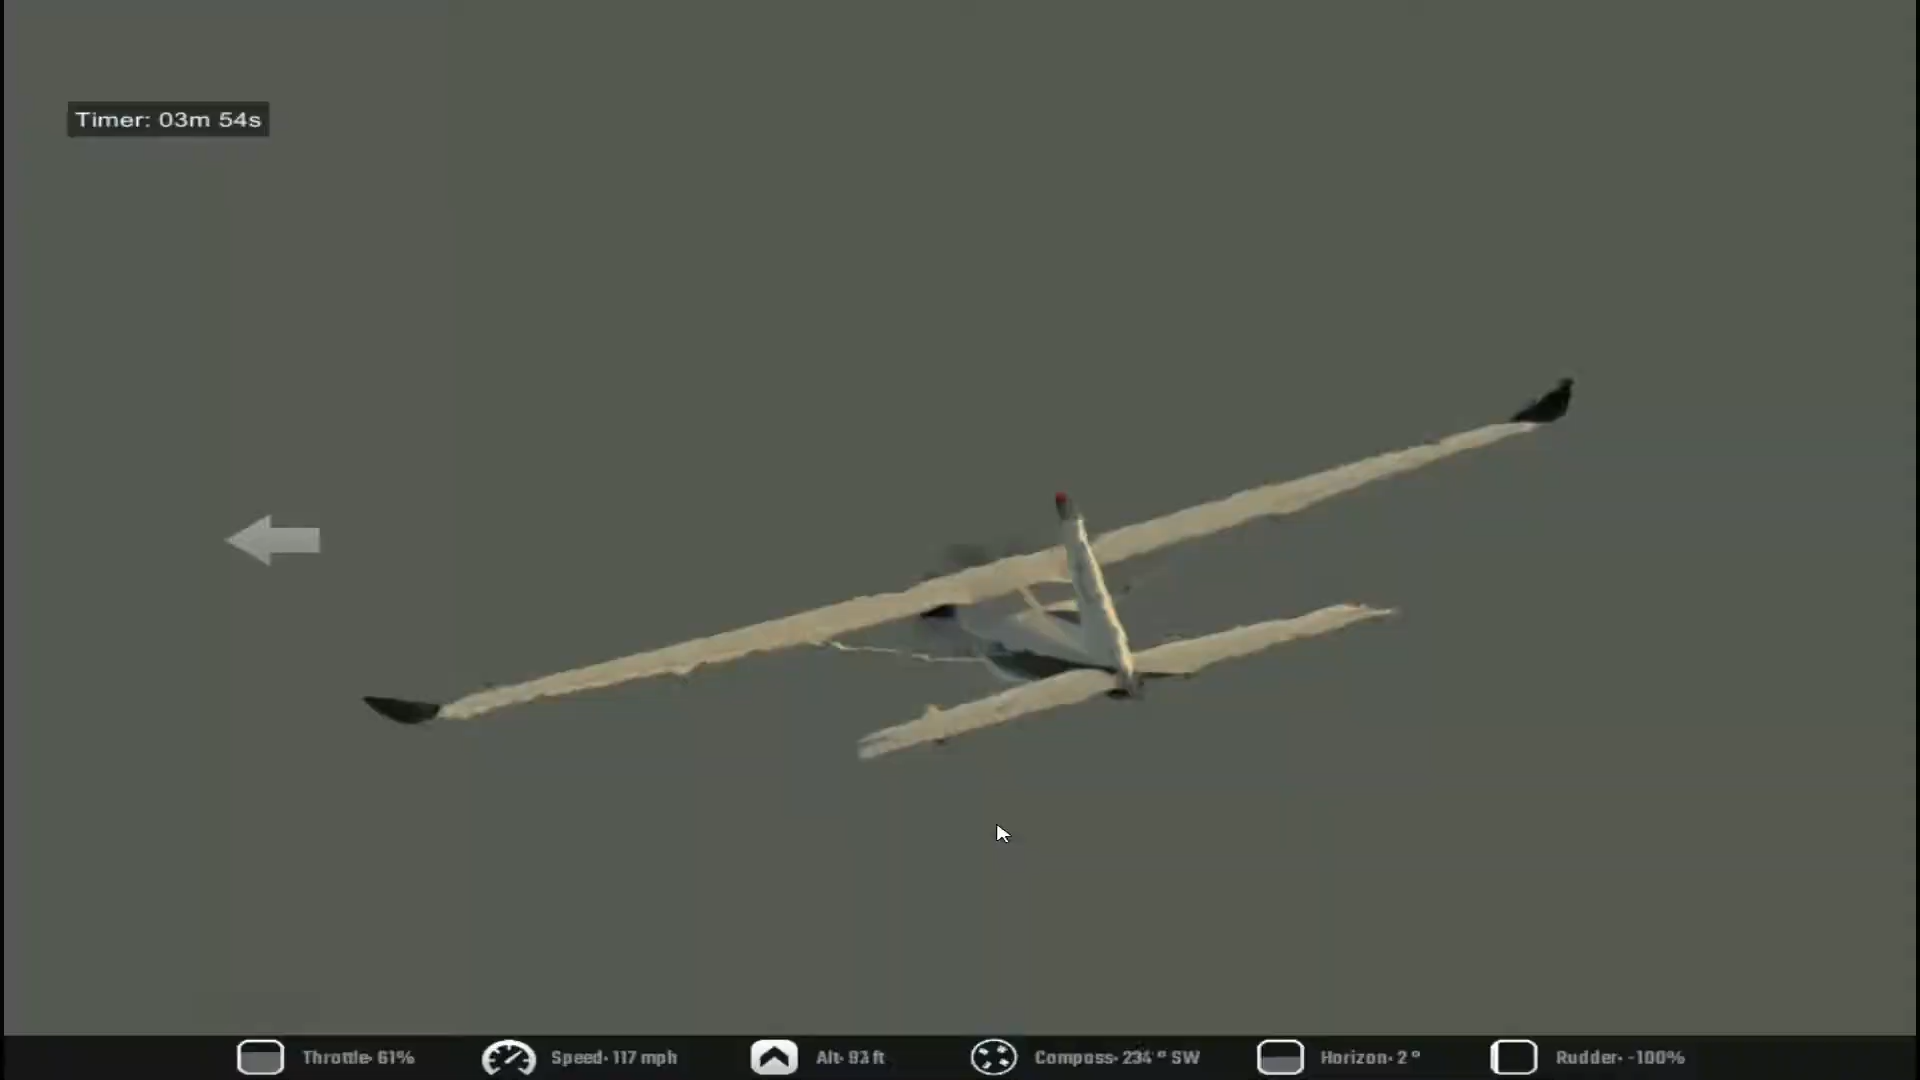 Timer: 03m 54s
Throttle: 61%
Speed: 117 mph
Alt: 93 ft
Compass: 234 ° SW
Horizon: 2 °
Rudder: -100%